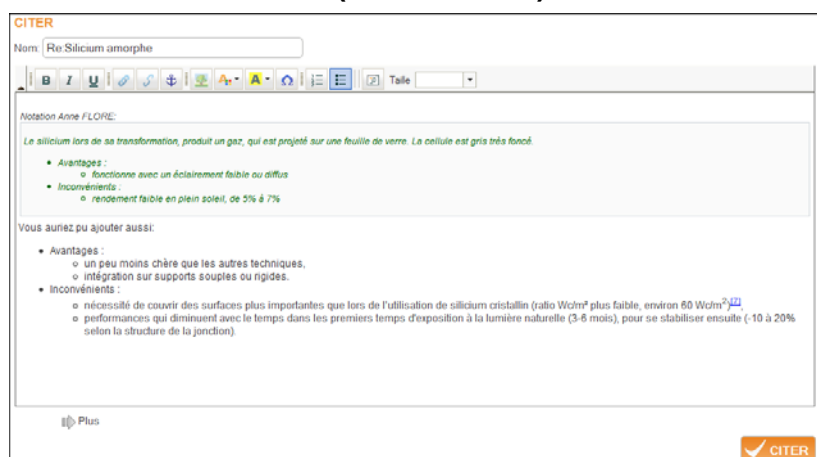 CITER
Nom: Re:Silicium amorphe
B I U A A Ω Taille
Notation Anne FLORE:
Le silicium lors de sa transformation, produit un gaz, qui est projeté sur une feuille de verre. La cellule est gris très foncé.
Avantages :
fonctionne avec un éclairement faible ou diffus
Inconvénients :
rendement faible en plein soleil, de 5% à 7%
Vous auriez pu ajouter aussi:
Avantages :
un peu moins chère que les autres techniques,
intégration sur supports souples ou rigides.
Inconvénients :
nécessité de couvrir des surfaces plus importantes que lors de l'utilisation de silicium cristallin (ratio Wc/m² plus faible, environ 60 Wc/m²)[7],
performances qui diminuent avec le temps dans les premiers temps d'exposition à la lumière naturelle (3-6 mois), pour se stabiliser ensuite (-10 à 20%
selon la structure de la jonction).
Plus
CITER